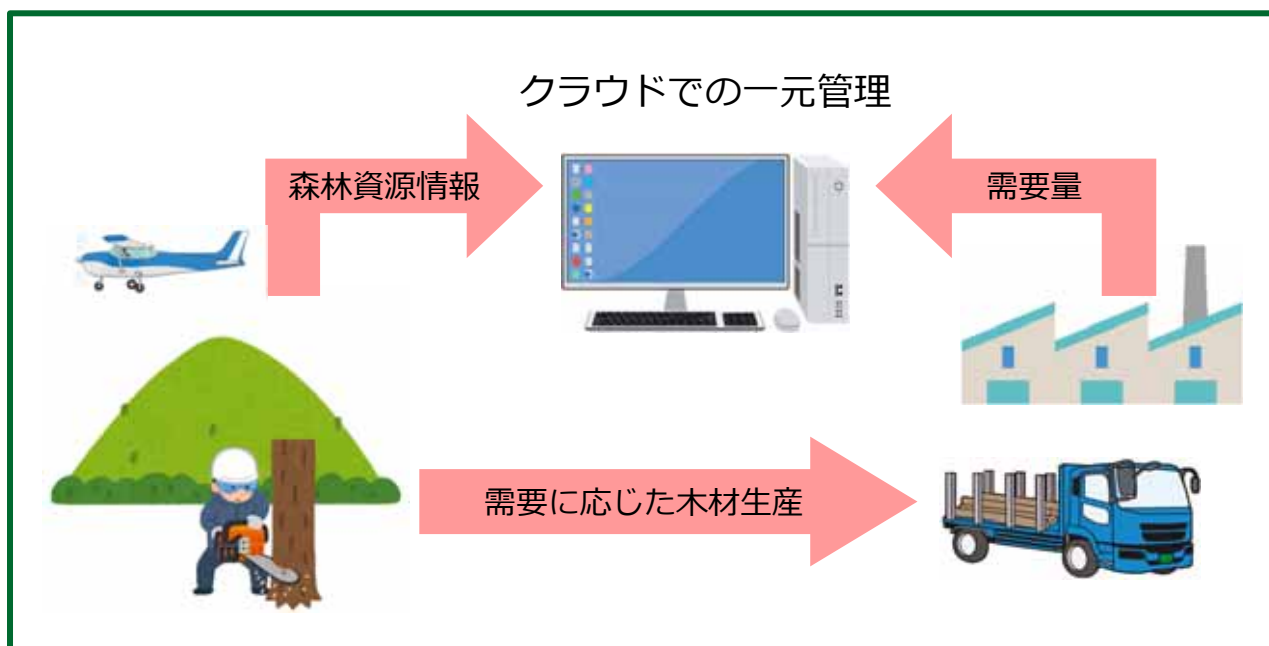 クラウドでの一元管理
森林資源情報
需要量
需要に応じた木材生産